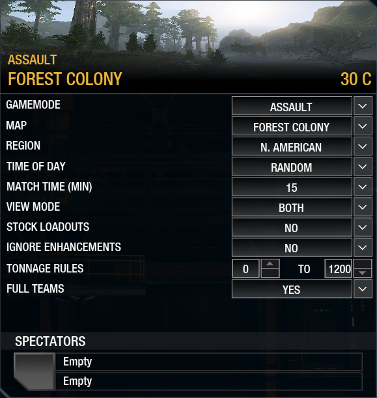 ASSAULT
FOREST COLONY 30 C
GAMEMODE ASSAULT
MAP FOREST COLONY
REGION N. AMERICAN
TIME OF DAY RANDOM
MATCH TIME (MIN) 15
VIEW MODE BOTH
STOCK LOADOUTS NO
IGNORE ENHANCEMENTS NO
TONNAGE RULES 0 TO 1200
FULL TEAMS YES
SPECTATORS
Empty
Empty